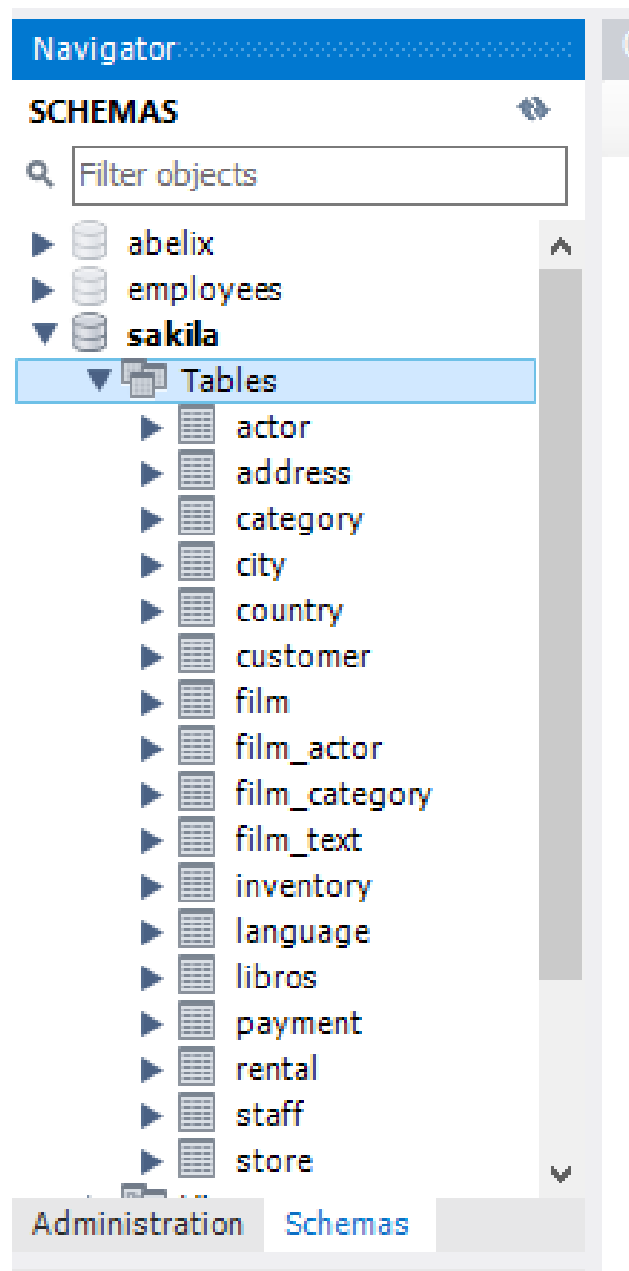 Navigator
SCHEMAS
Filter objects
abelix
employees
sakila
Tables
actor
address
category
city
country
customer
film
film_actor
film_category
film_text
inventory
language
libros
payment
rental
staff
store
Administration Schemas